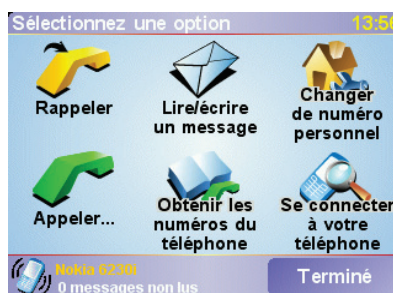 Sélectionnez une option 13:56
Rappeler
Lire/écrire
un message
Changer
de numéro
personnel
Appeler...
Obtenir les
numéros du
téléphone
Se connecter
à votre
téléphone
Nokia 6230i
0 messages non lus
Terminé